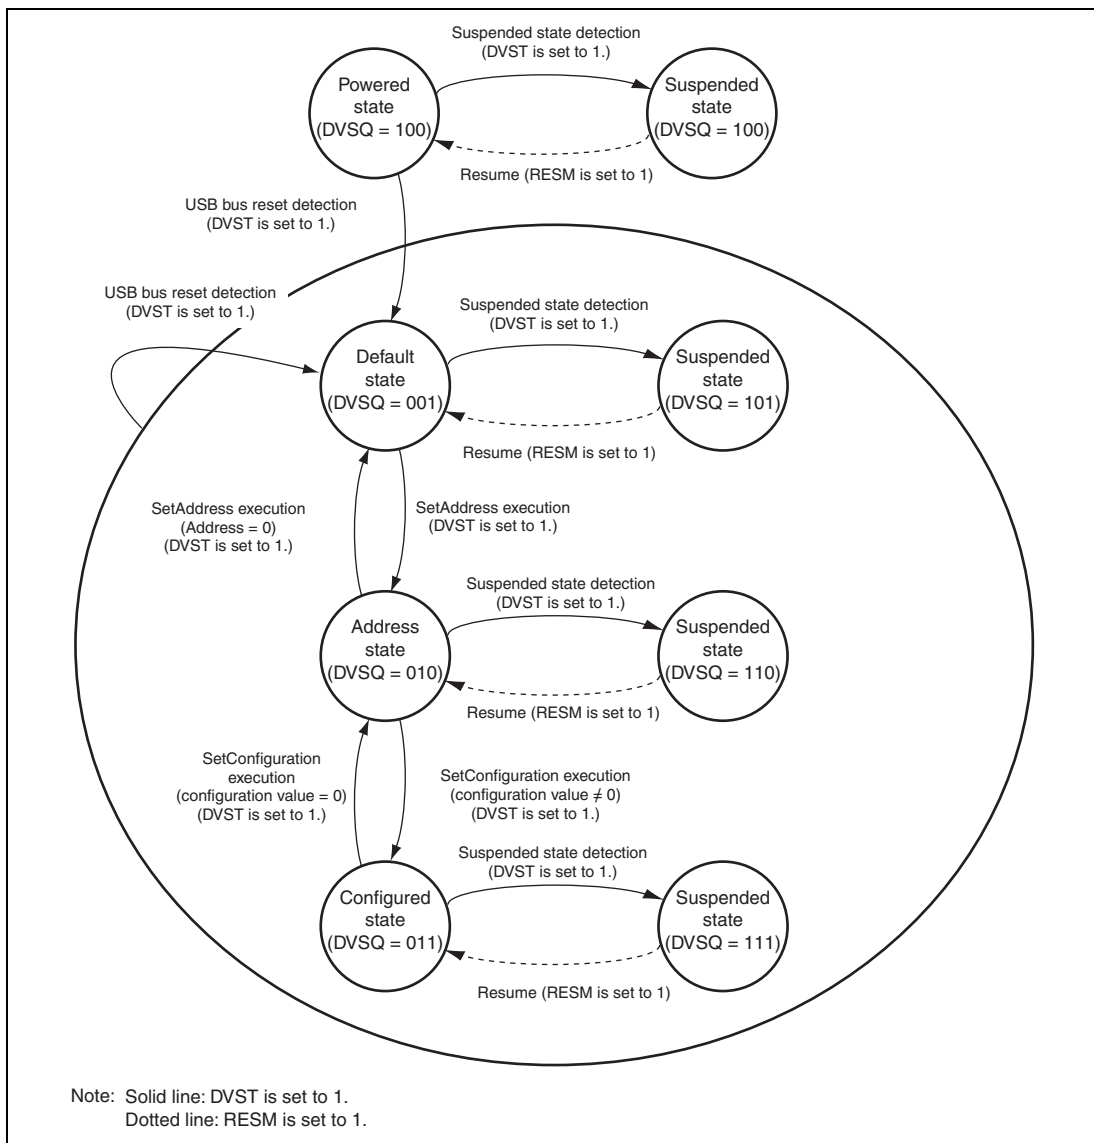 Suspended state detection
(DVST is set to 1.)
Powered
state
(DVSQ = 100)
Suspended
state
(DVSQ = 100)
Resume (RESM is set to 1)
USB bus reset detection
(DVST is set to 1.)
USB bus reset detection
(DVST is set to 1.)
Suspended state detection
(DVST is set to 1.)
Default
state
(DVSQ = 001)
Suspended
state
(DVSQ = 101)
Resume (RESM is set to 1)
SetAddress execution
(Address = 0)
(DVST is set to 1.)
SetAddress execution
(DVST is set to 1.)
Suspended state detection
(DVST is set to 1.)
Address
state
(DVSQ = 010)
Suspended
state
(DVSQ = 110)
Resume (RESM is set to 1)
SetConfiguration
execution
(configuration value = 0)
(DVST is set to 1.)
SetConfiguration execution
(configuration value ≠ 0)
(DVST is set to 1.)
Suspended state detection
(DVST is set to 1.)
Configured
state
(DVSQ = 011)
Suspended
state
(DVSQ = 111)
Resume (RESM is set to 1)
Note: Solid line: DVST is set to 1.
Dotted line: RESM is set to 1.